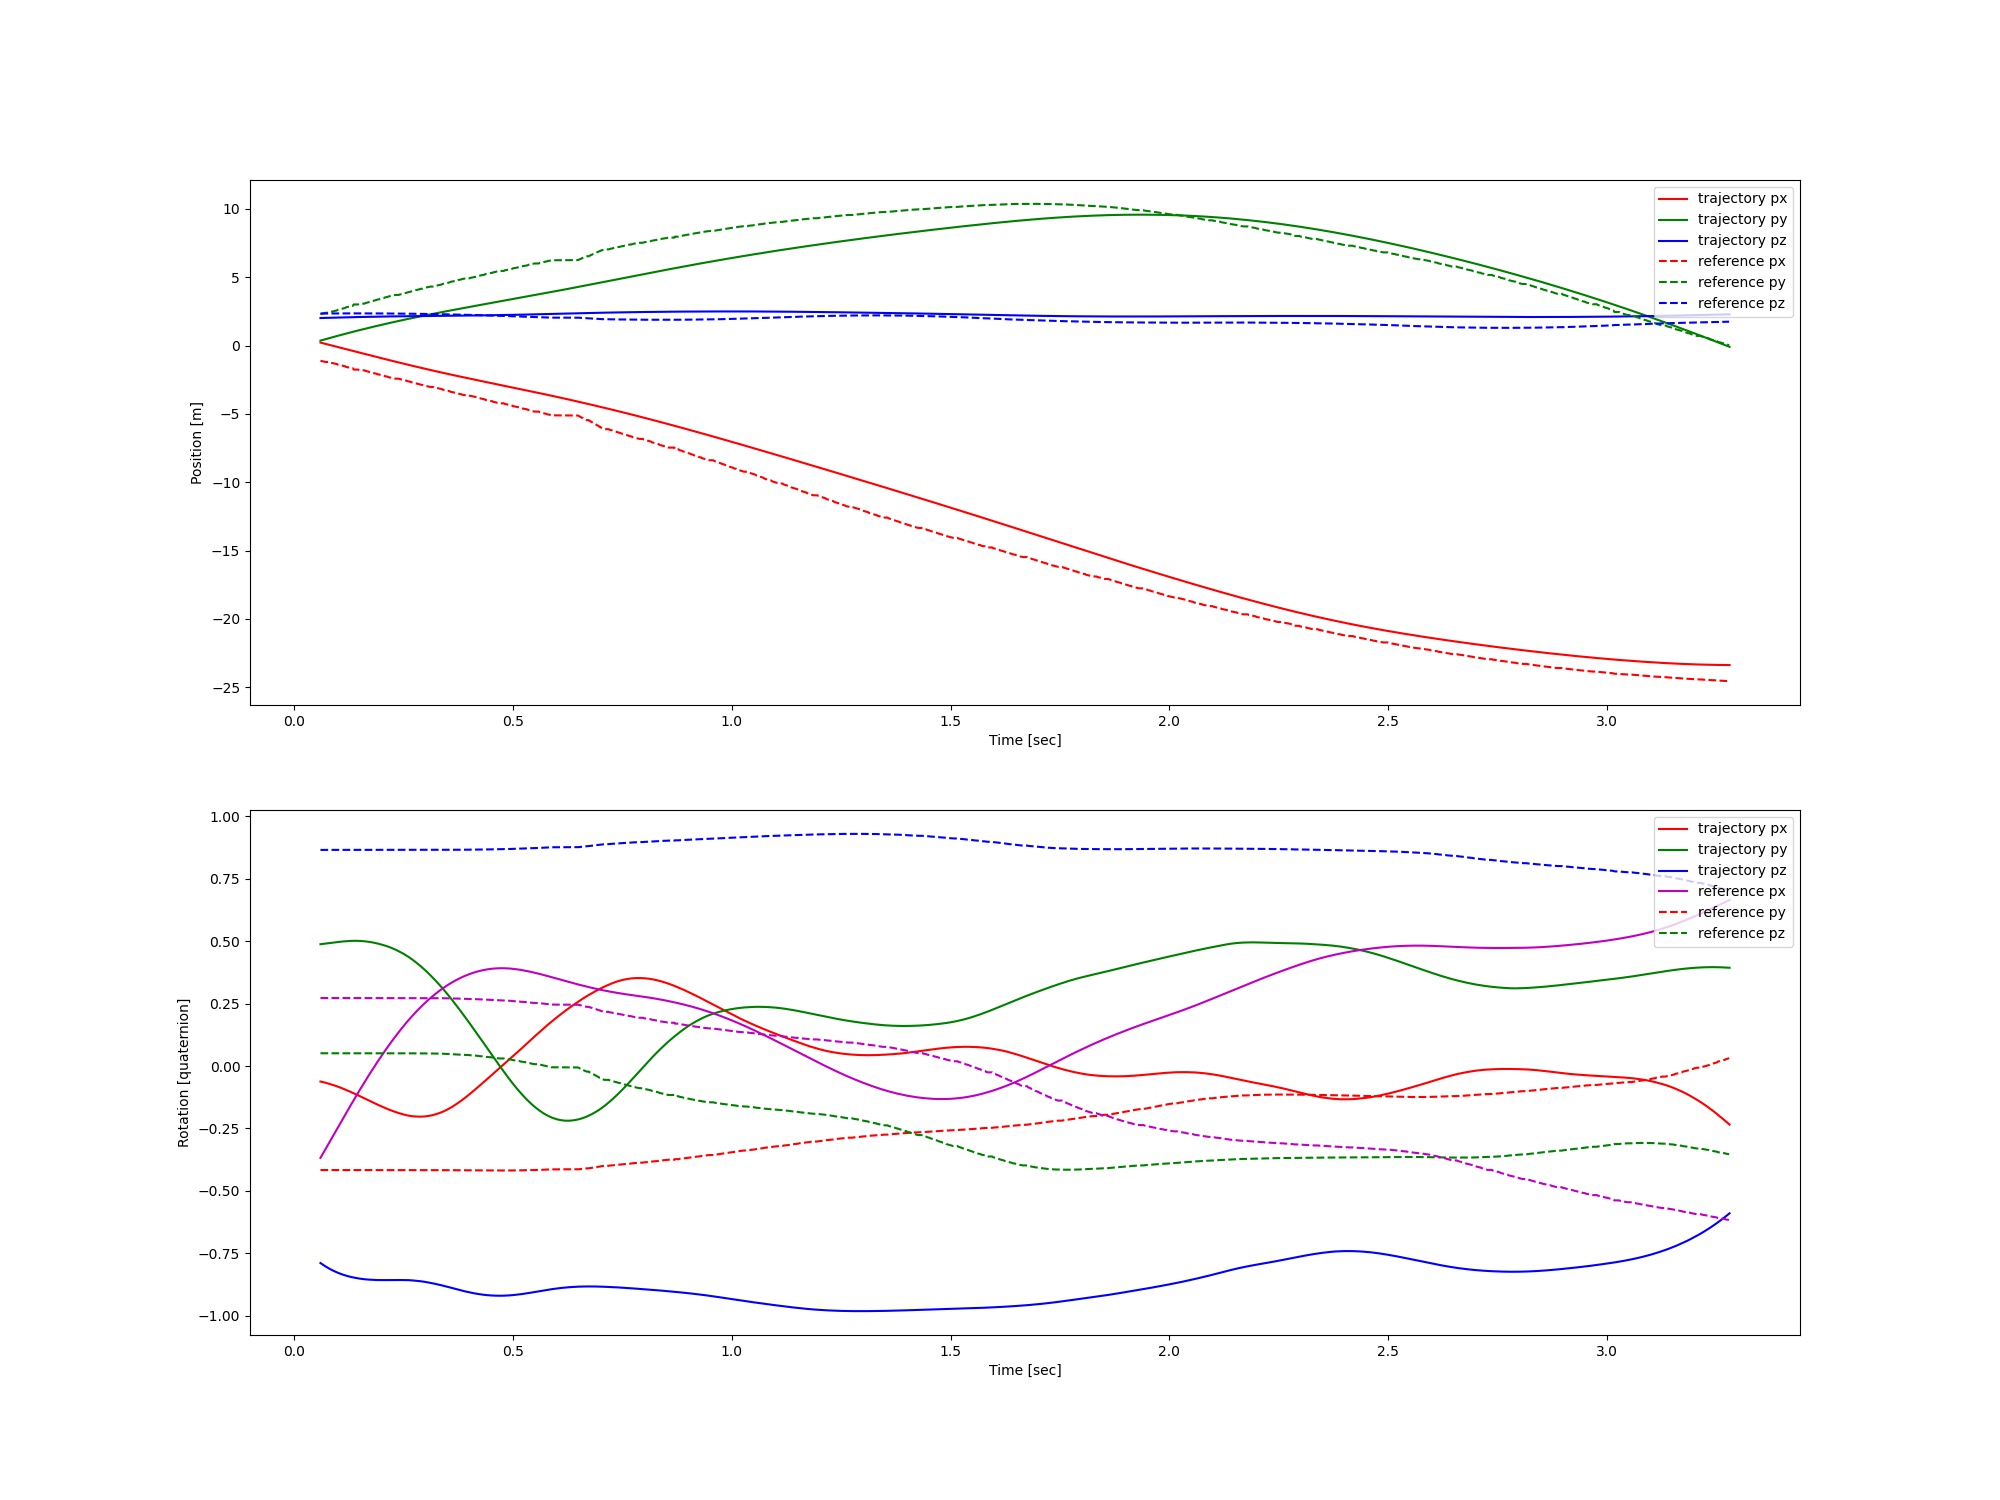 10
5
0
−5
−10
−15
−20
−25
Position [m]
0.0 0.5 1.0 1.5 2.0 2.5 3.0
Time [sec]
trajectory px
trajectory py
trajectory pz
reference px
reference py
reference pz
1.00
0.75
0.50
0.25
0.00
−0.25
−0.50
−0.75
−1.00
Rotation [quaternion]
0.0 0.5 1.0 1.5 2.0 2.5 3.0
Time [sec]
trajectory px
trajectory py
trajectory pz
reference px
reference py
reference pz